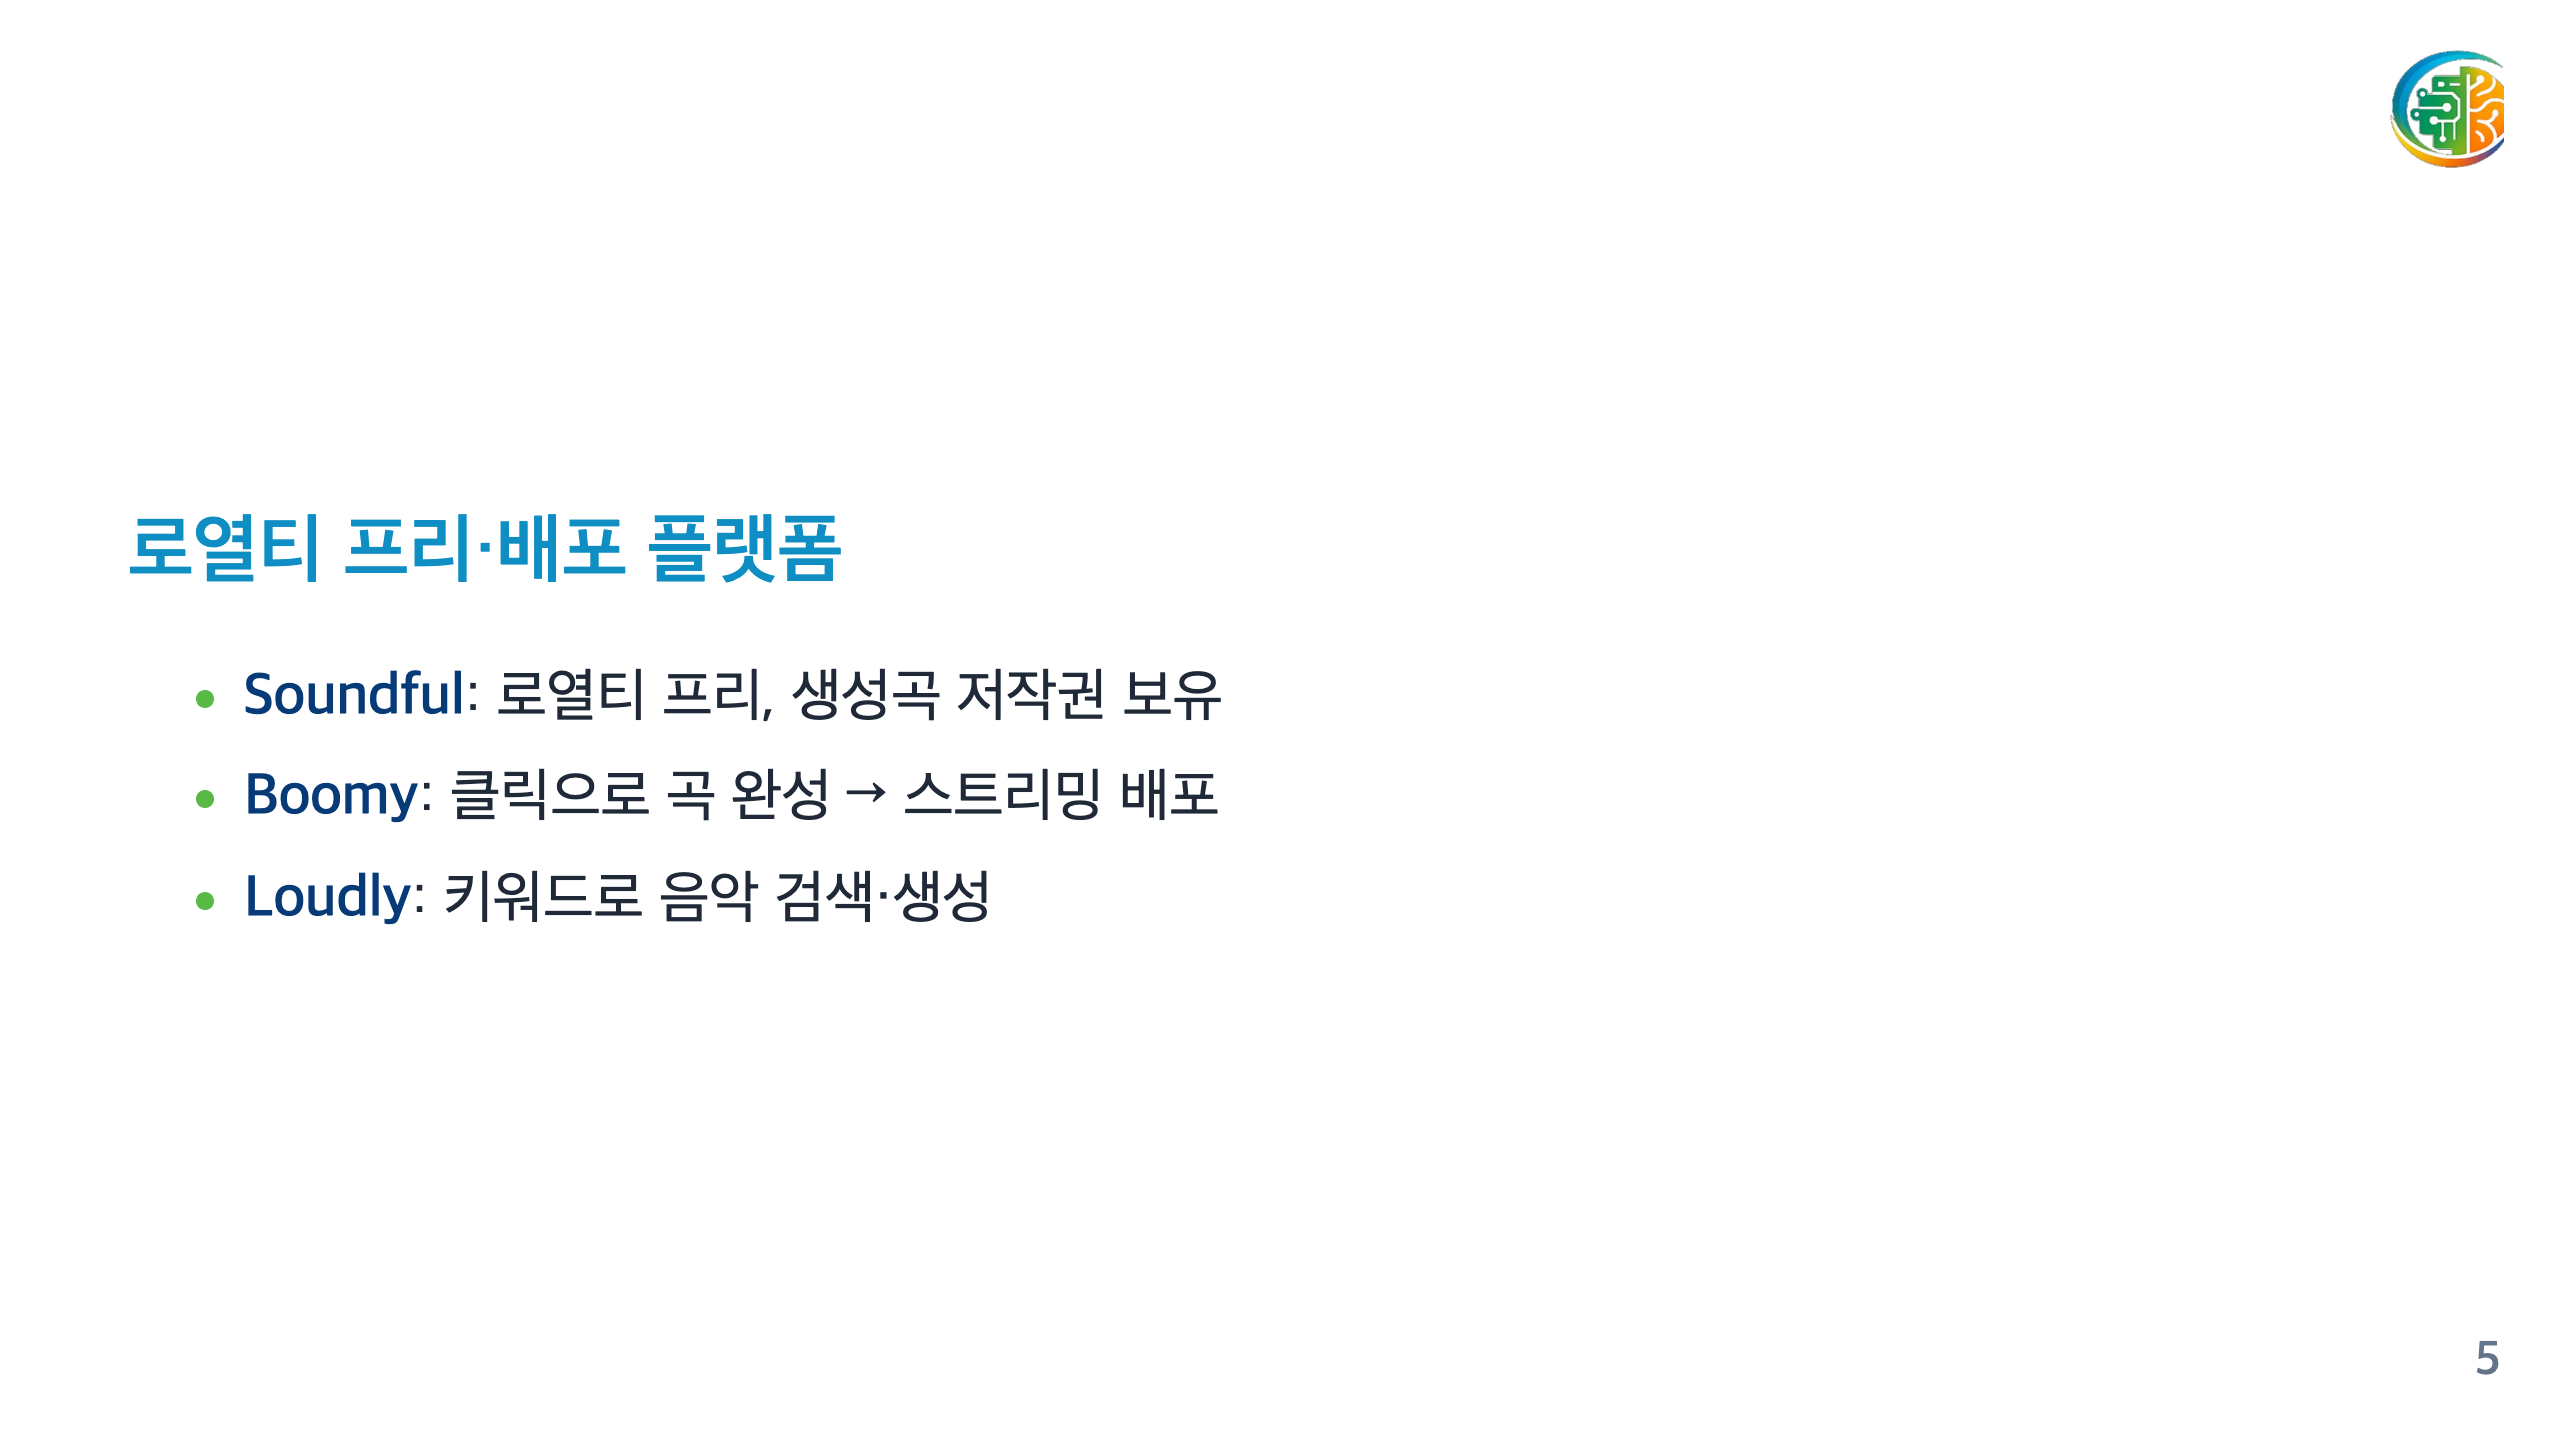 로열티 프리·배포 플랫폼
• Soundful: 로열티 프리, 생성곡 저작권 보유
• Boomy: 클릭으로 곡 완성 → 스트리밍 배포
• Loudly: 키워드로 음악 검색·생성
5